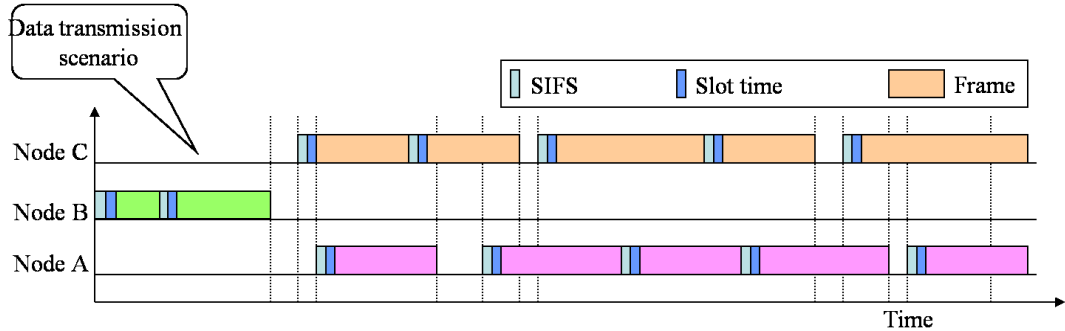 Data transmission
scenario
SIFS
Slot time
Frame
Node C
Node B
Node A
Time